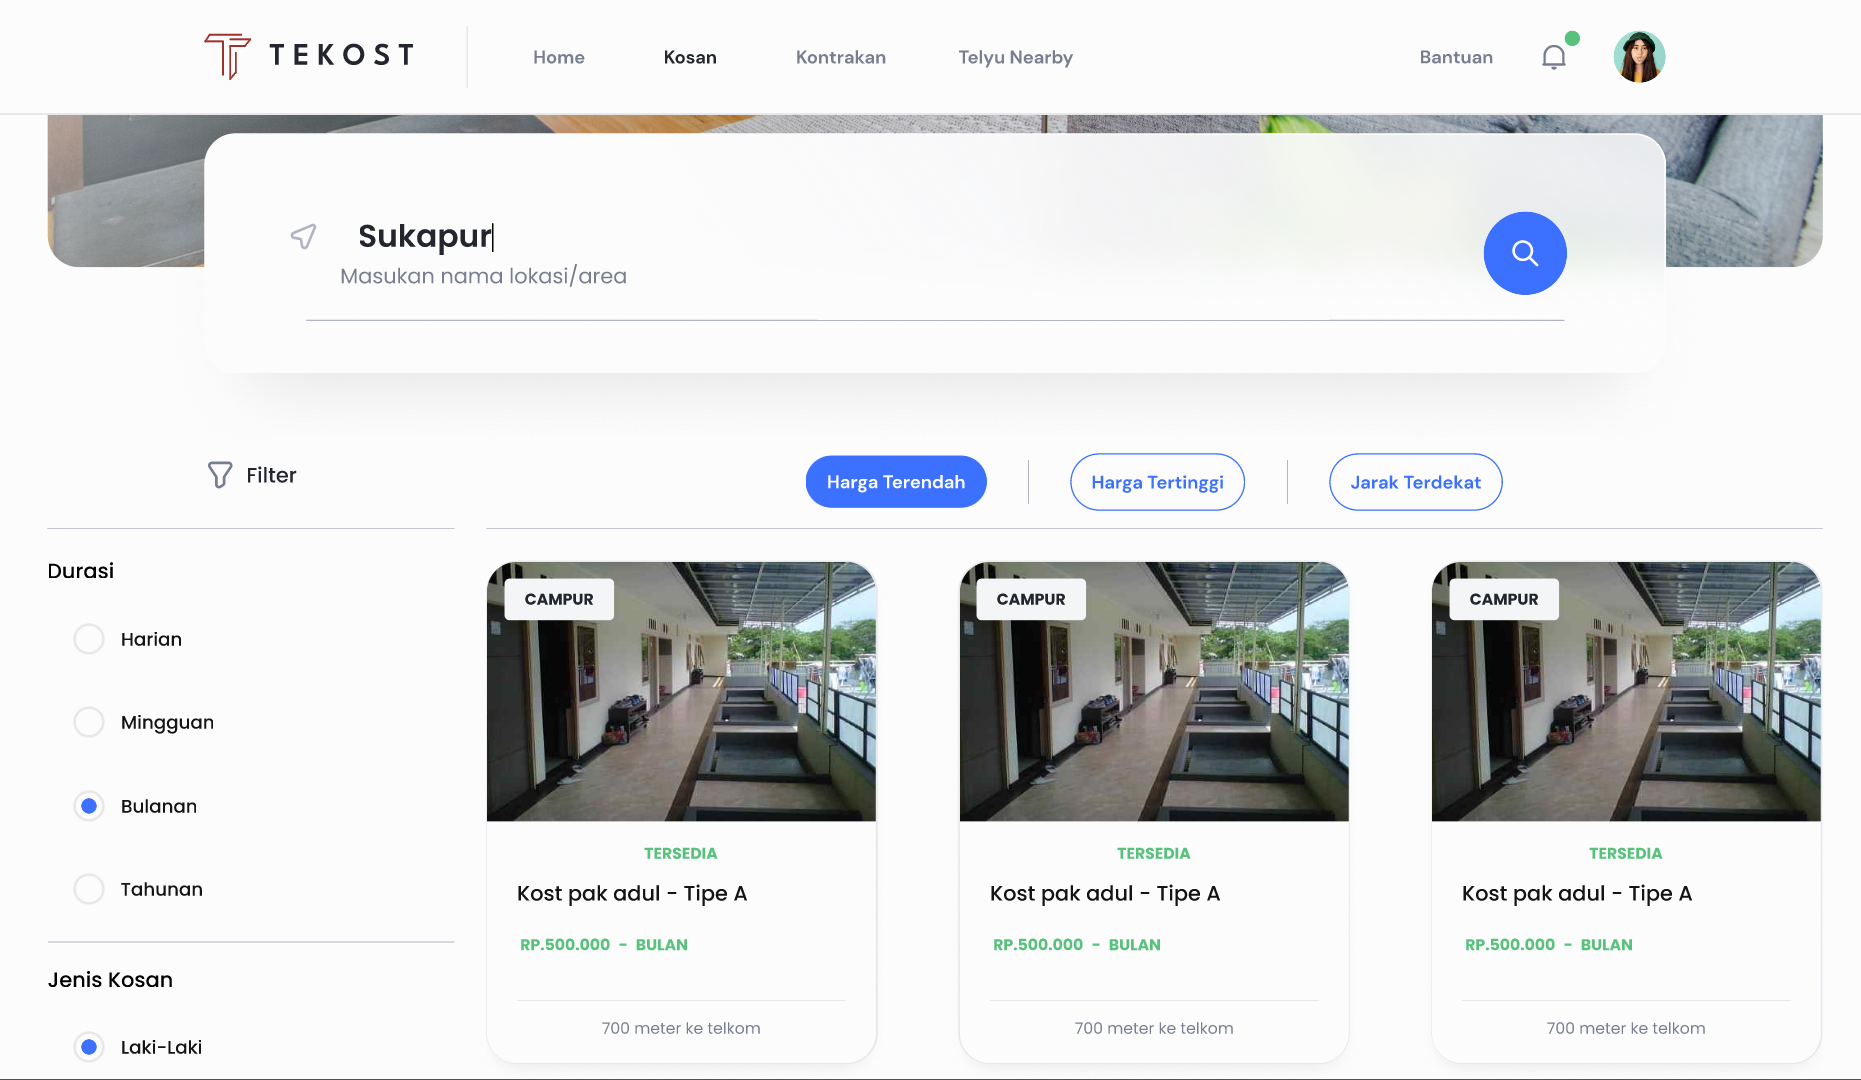 TEKOST
Home
Kosan
Kontrakan
Telyu Nearby
Bantuan
Sukapur
Masukan nama lokasi/area
Filter
Harga Terendah
Harga Tertinggi
Jarak Terdekat
Durasi
Harian
Mingguan
Bulanan
Tahunan
Jenis Kosan
Laki-Laki
CAMPUR
TERSEDIA
Kost pak adul - Tipe A
RP.500.000 - BULAN
700 meter ke telkom
CAMPUR
TERSEDIA
Kost pak adul - Tipe A
RP.500.000 - BULAN
700 meter ke telkom
CAMPUR
TERSEDIA
Kost pak adul - Tipe A
RP.500.000 - BULAN
700 meter ke telkom